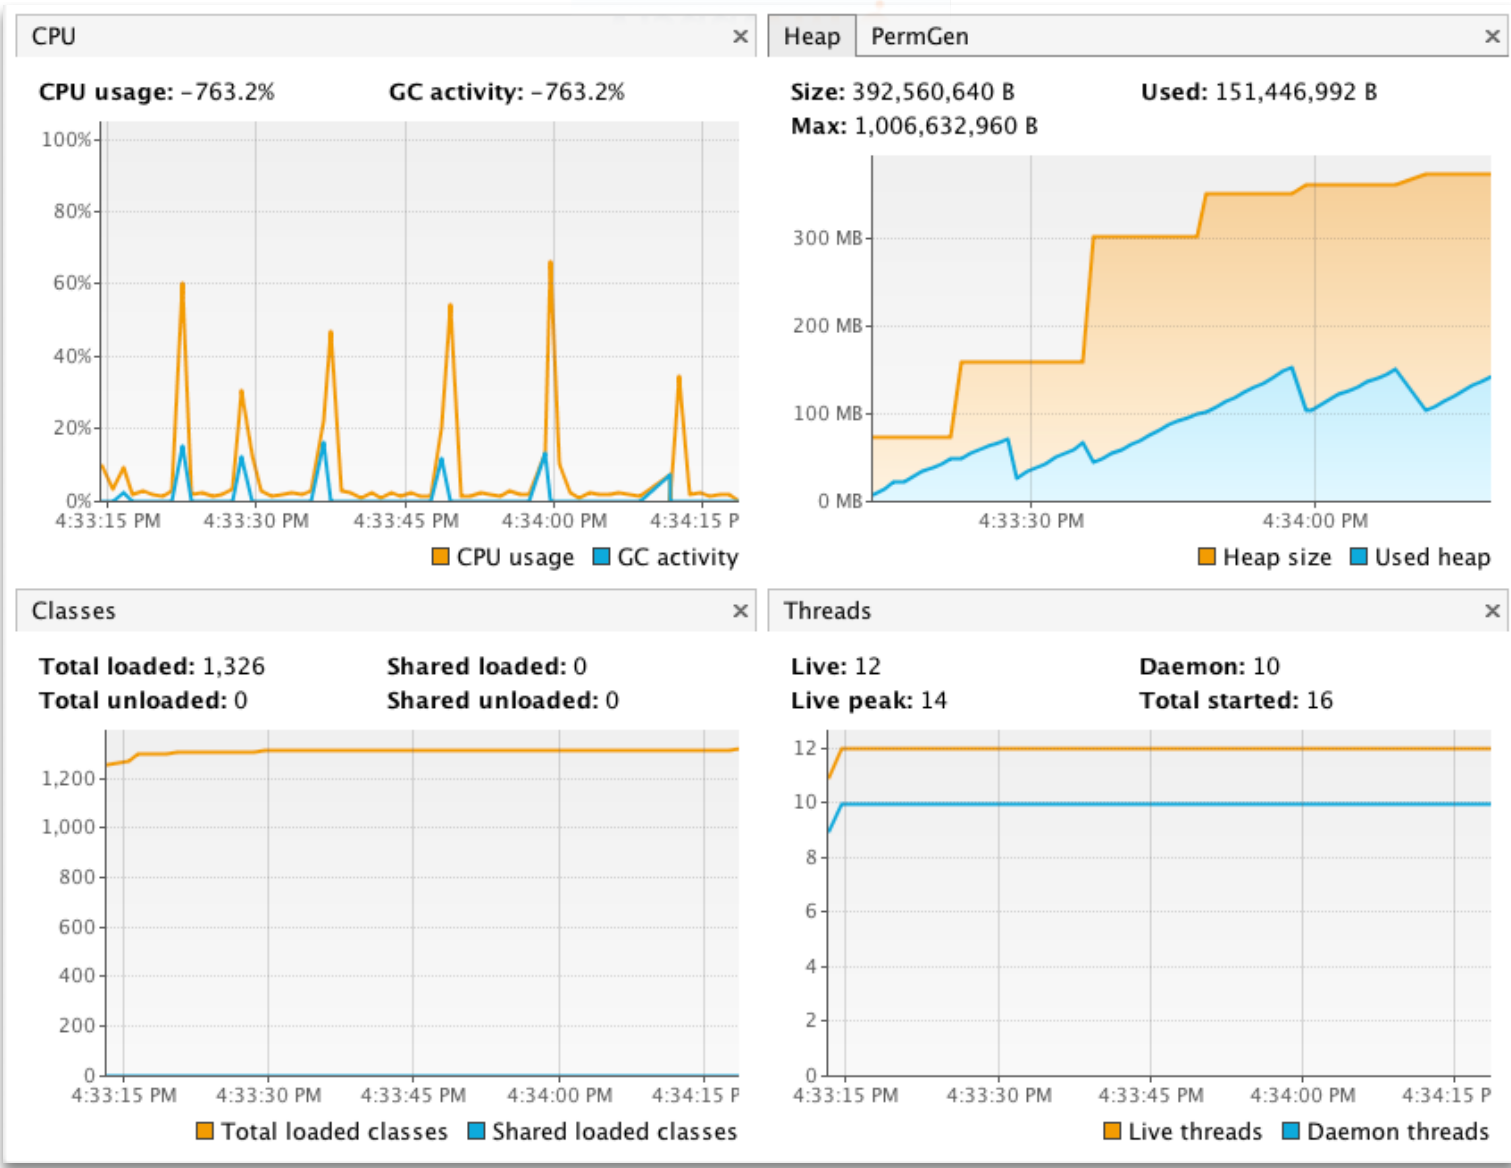 CPU ×
CPU usage: -763.2% GC activity: -763.2%
100%
80%
60%
40%
20%
0%
4:33:15 PM 4:33:30 PM 4:33:45 PM 4:34:00 PM 4:34:15 P
CPU usage GC activity
Heap PermGen ×
Size: 392,560,640 B Used: 151,446,992 B
Max: 1,006,632,960 B
300 MB
200 MB
100 MB
0 MB
4:33:30 PM 4:34:00 PM
Heap size Used heap
Classes ×
Total loaded: 1,326 Shared loaded: 0
Total unloaded: 0 Shared unloaded: 0
1,200
1,000
800
600
400
200
0
4:33:15 PM 4:33:30 PM 4:33:45 PM 4:34:00 PM 4:34:15 P
Total loaded classes Shared loaded classes
Threads ×
Live: 12 Daemon: 10
Live peak: 14 Total started: 16
12
10
8
6
4
2
0
4:33:15 PM 4:33:30 PM 4:33:45 PM 4:34:00 PM 4:34:15 P
Live threads Daemon threads